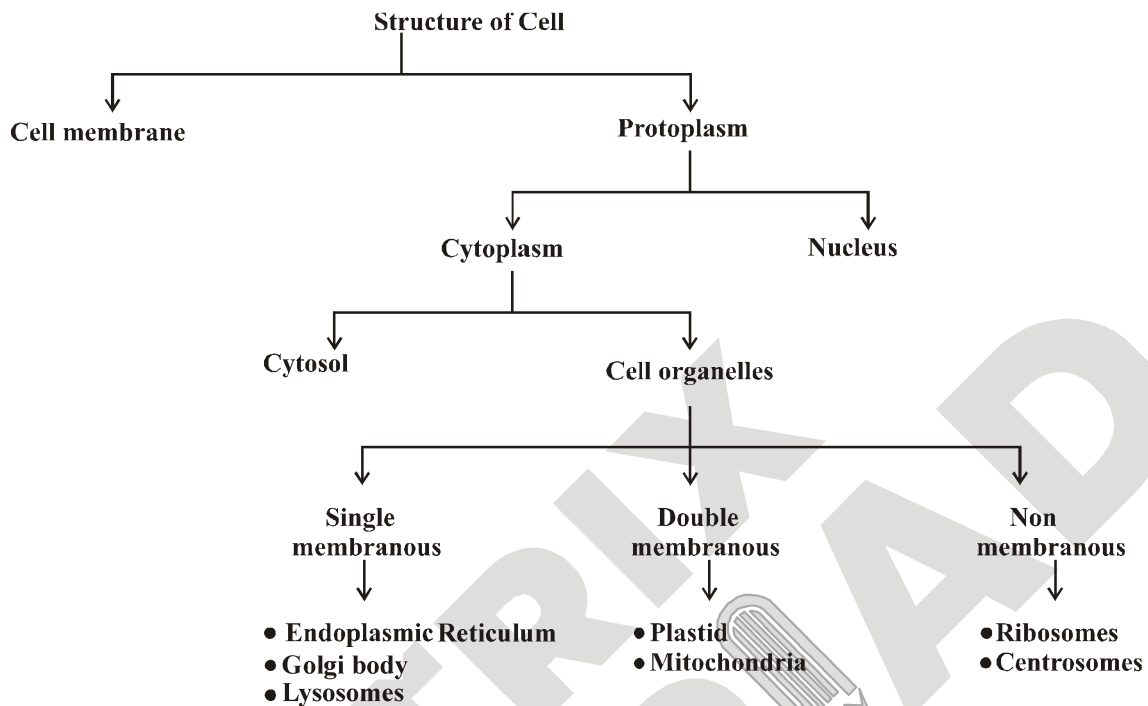 Structure of Cell
Cell membrane
Protoplasm
Cytoplasm
Nucleus
Cytosol
Cell organelles
Single
membranous
Double
membranous
Non
membranous
● Endoplasmic Reticulum
● Golgi body
● Lysosomes
● Plastid
● Mitochondria
● Ribosomes
● Centrosomes